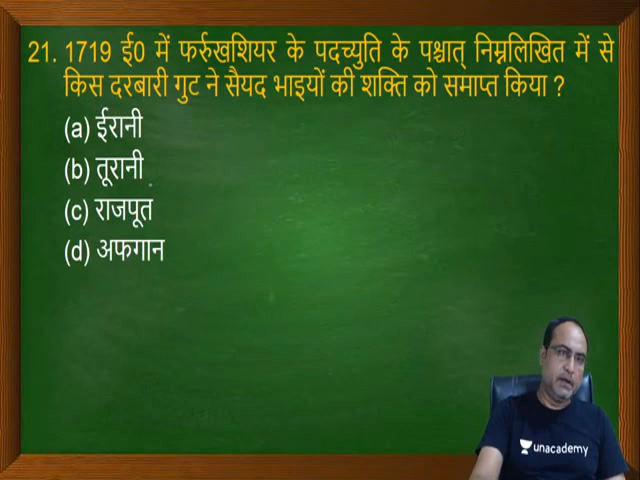 21. 1719 ई0 में फर्रुखशियर के पदच्युति के पश्चात् निम्नलिखित में से
किस दरबारी गुट ने सैयद भाइयों की शक्ति को समाप्त किया ?
(a) ईरानी
(b) तूरानी
(c) राजपूत
(d) अफगान
unacademy